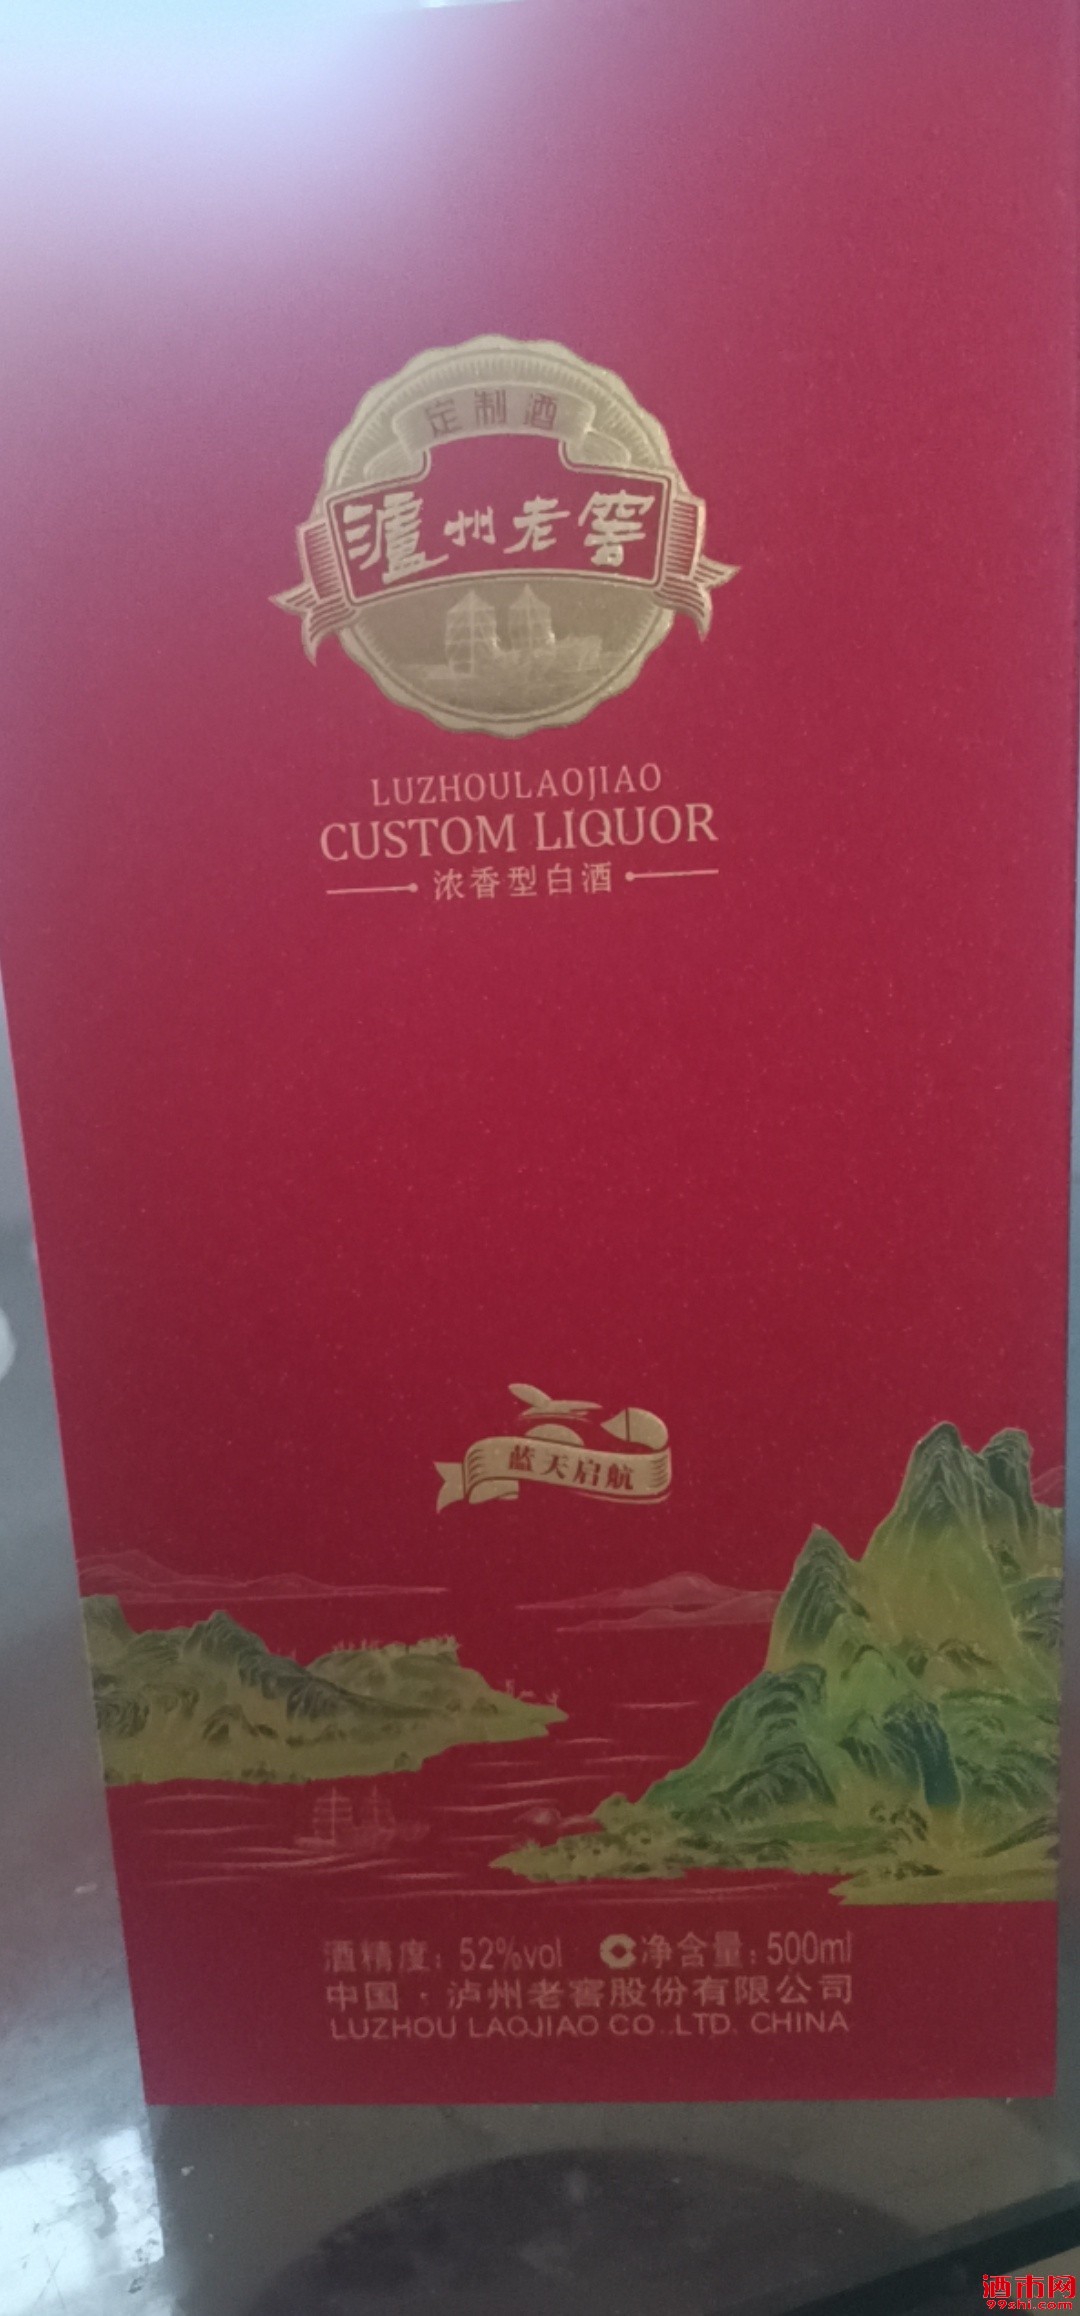 定制酒
泸州老窖
LUZHOULAOJIAO
CUSTOM LIQUOR
浓香型白酒
蓝天启航
酒精度：52%vol 净含量：500ml
中国·泸州老窖股份有限公司
LUZHOU LAOJIAO CO.,LTD. CHINA
酒市网
99shi.com